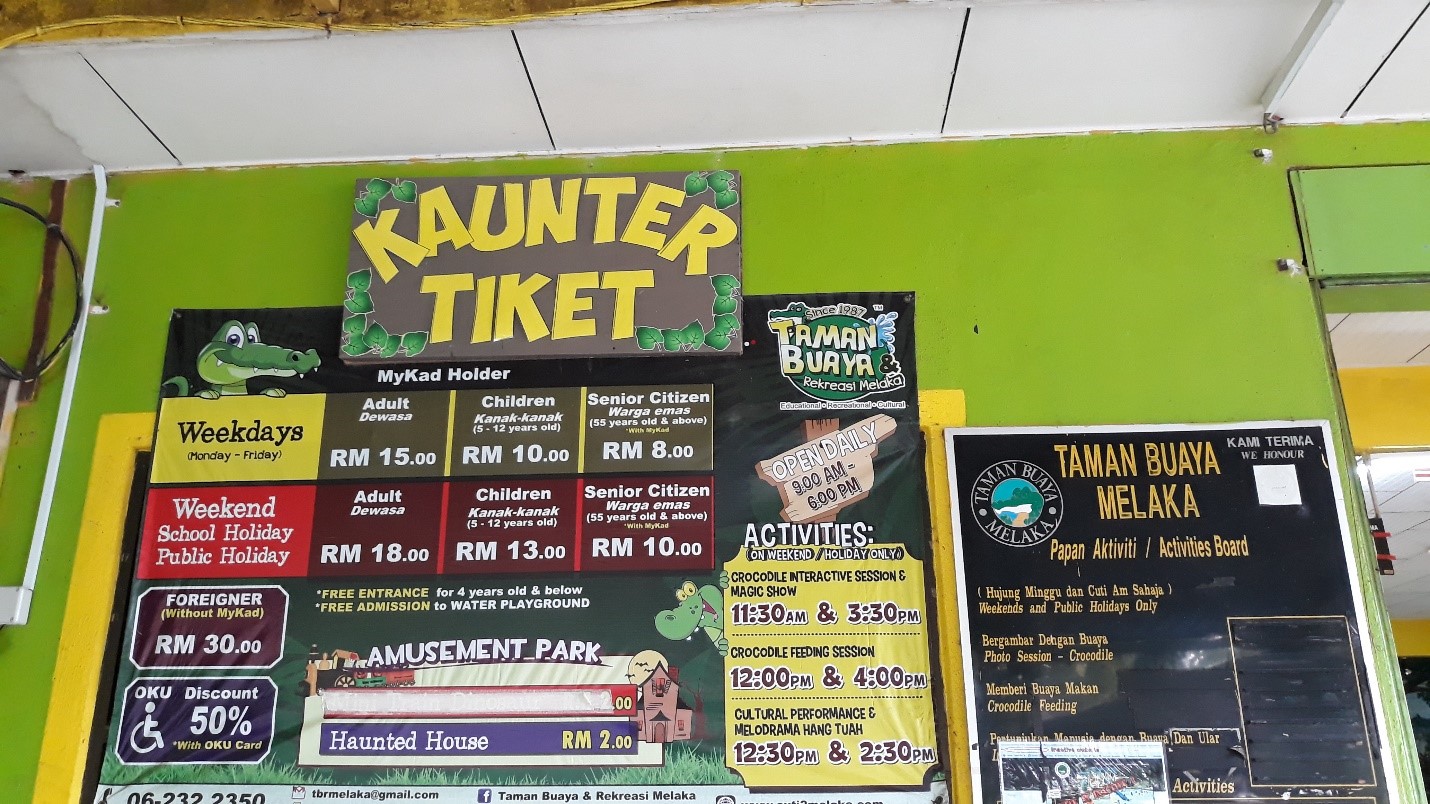 KAUNTER
TIKET
Since 1987 TM
TAMAN
BUAYA &
Rekreasi Melaka
Educational • Recreational • Cultural
MyKad Holder
Weekdays
(Monday - Friday)
Adult
Dewasa
RM 15.00
Children
Kanak-kanak
(5 - 12 years old)
RM 10.00
Senior Citizen
Warga emas
(55 years old & above)
*With MyKad
RM 8.00
Weekend
School Holiday
Public Holiday
Adult
Dewasa
RM 18.00
Children
Kanak-kanak
(5 - 12 years old)
RM 13.00
Senior Citizen
Warga emas
(55 years old & above)
*With MyKad
RM 10.00
FOREIGNER
(Without MyKad)
RM 30.00
OKU Discount
50%
*With OKU Card
*FREE ENTRANCE for 4 years old & below
*FREE ADMISSION to WATER PLAYGROUND
AMUSEMENT PARK
.00
Haunted House RM 2.00
OPEN DAILY
9.00 AM -
6.00 PM
ACTIVITIES:
(ON WEEKEND / HOLIDAY ONLY)
CROCODILE INTERACTIVE SESSION &
MAGIC SHOW
11:30AM & 3:30PM
CROCODILE FEEDING SESSION
12:00PM & 4:00PM
CULTURAL PERFORMANCE &
MELODRAMA HANG TUAH
12:30PM & 2:30PM
06-232 2350
tbrmelaka@gmail.com
Taman Buaya & Rekreasi Melaka
TAMAN BUAYA
MELAKA
TAMAN BUAYA
MELAKA
KAMI TERIMA
WE HONOUR
Papan Aktiviti / Activities Board
( Hujung Minggu dan Cuti Am Sahaja )
Weekends and Public Holidays Only
Bergambar Dengan Buaya
Photo Session - Crocodile
Memberi Buaya Makan
Crocodile Feeding
Pertunjukan Manusia dengan Buaya Dan Ular
Activities